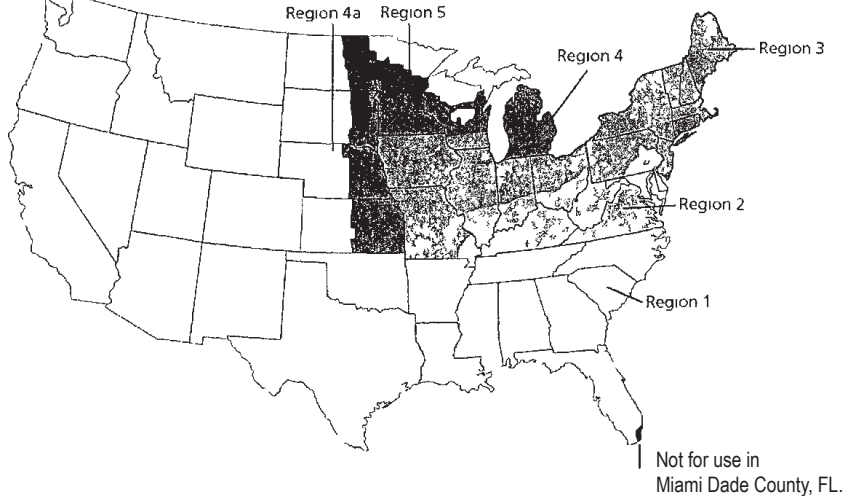 Region 4a
Region 5
Region 4
Region 3
Region 2
Region 1
Not for use in
Miami Dade County, FL.